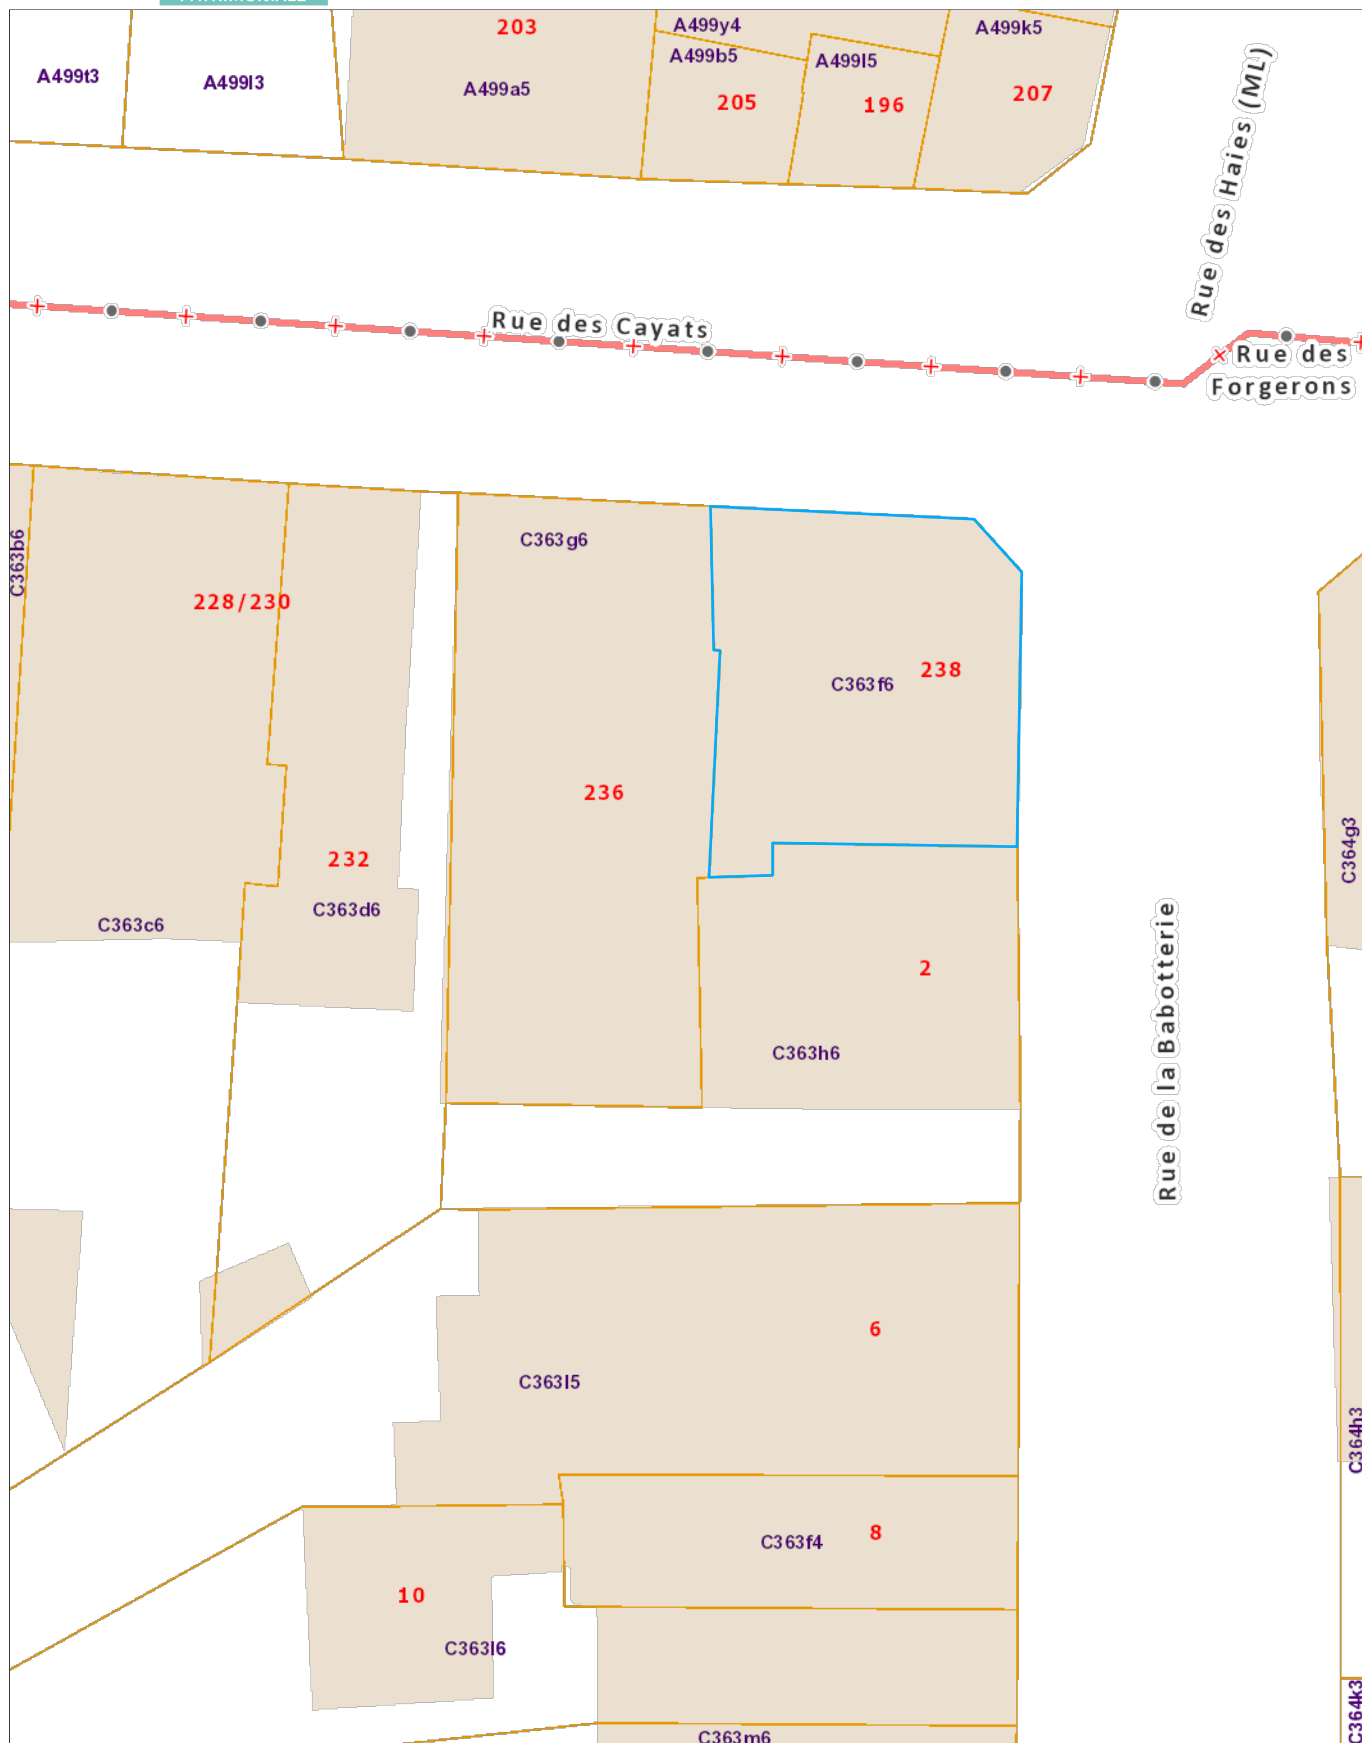 203
A499y4
A499k5
A499t3
A499l3
A499a5
A499b5
A499l5
205
196
207
Rue des Haies (ML)
Rue des Cayats
Rue des
Forgerons
C363b6
C363g6
228/230
238
C363f6
236
232
C363d6
C363c6
C364g3
2
C363h6
Rue de la Babotterie
6
C363l5
C364h3
8
C363f4
10
C363l6
C364k3
C363m6